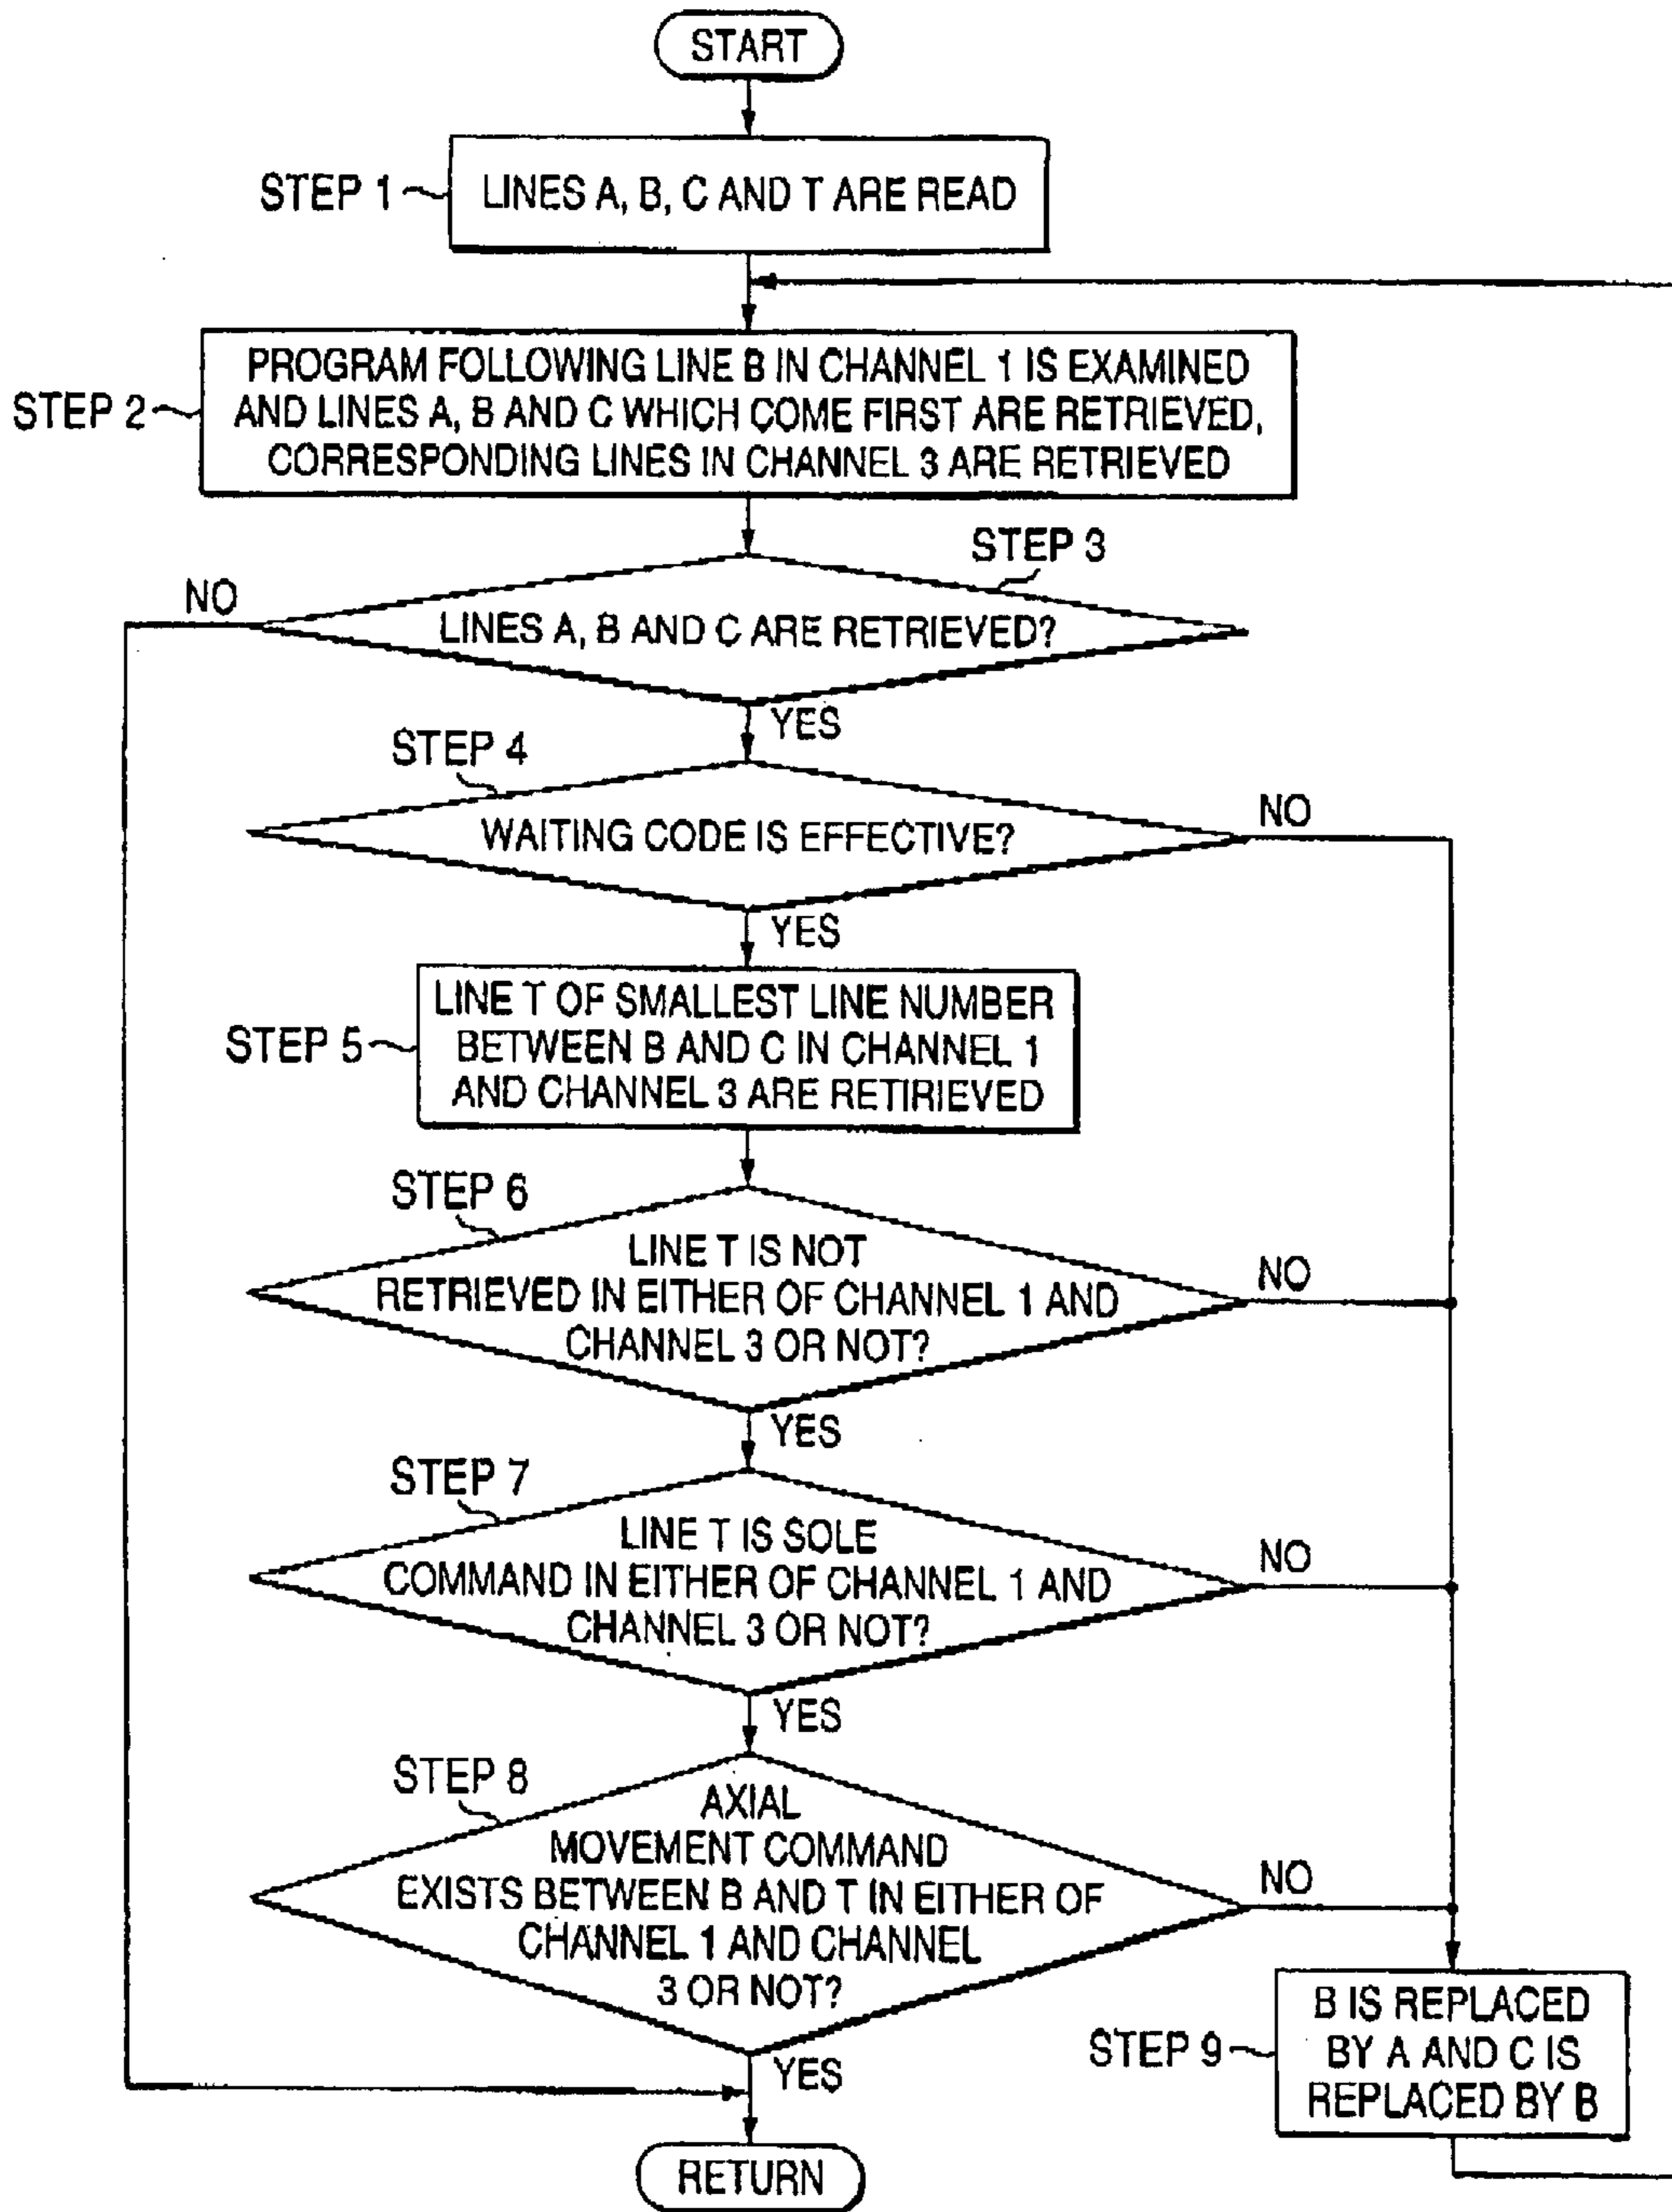 START
STEP 1
LINES A, B, C AND T ARE READ
STEP 2
PROGRAM FOLLOWING LINE B IN CHANNEL 1 IS EXAMINED
AND LINES A, B AND C WHICH COME FIRST ARE RETRIEVED,
CORRESPONDING LINES IN CHANNEL 3 ARE RETRIEVED
STEP 3
NO
LINES A, B AND C ARE RETRIEVED?
YES
STEP 4
NO
WAITING CODE IS EFFECTIVE?
YES
STEP 5
LINE T OF SMALLEST LINE NUMBER
BETWEEN B AND C IN CHANNEL 1
AND CHANNEL 3 ARE RETIRIEVED
STEP 6
LINE T IS NOT
RETRIEVED IN EITHER OF CHANNEL 1 AND
CHANNEL 3 OR NOT?
NO
YES
STEP 7
LINE T IS SOLE
COMMAND IN EITHER OF CHANNEL 1 AND
CHANNEL 3 OR NOT?
NO
YES
STEP 8
AXIAL
MOVEMENT COMMAND
EXISTS BETWEEN B AND T IN EITHER OF
CHANNEL 1 AND CHANNEL
3 OR NOT?
NO
YES
STEP 9
B IS REPLACED
BY A AND C IS
REPLACED BY B
RETURN